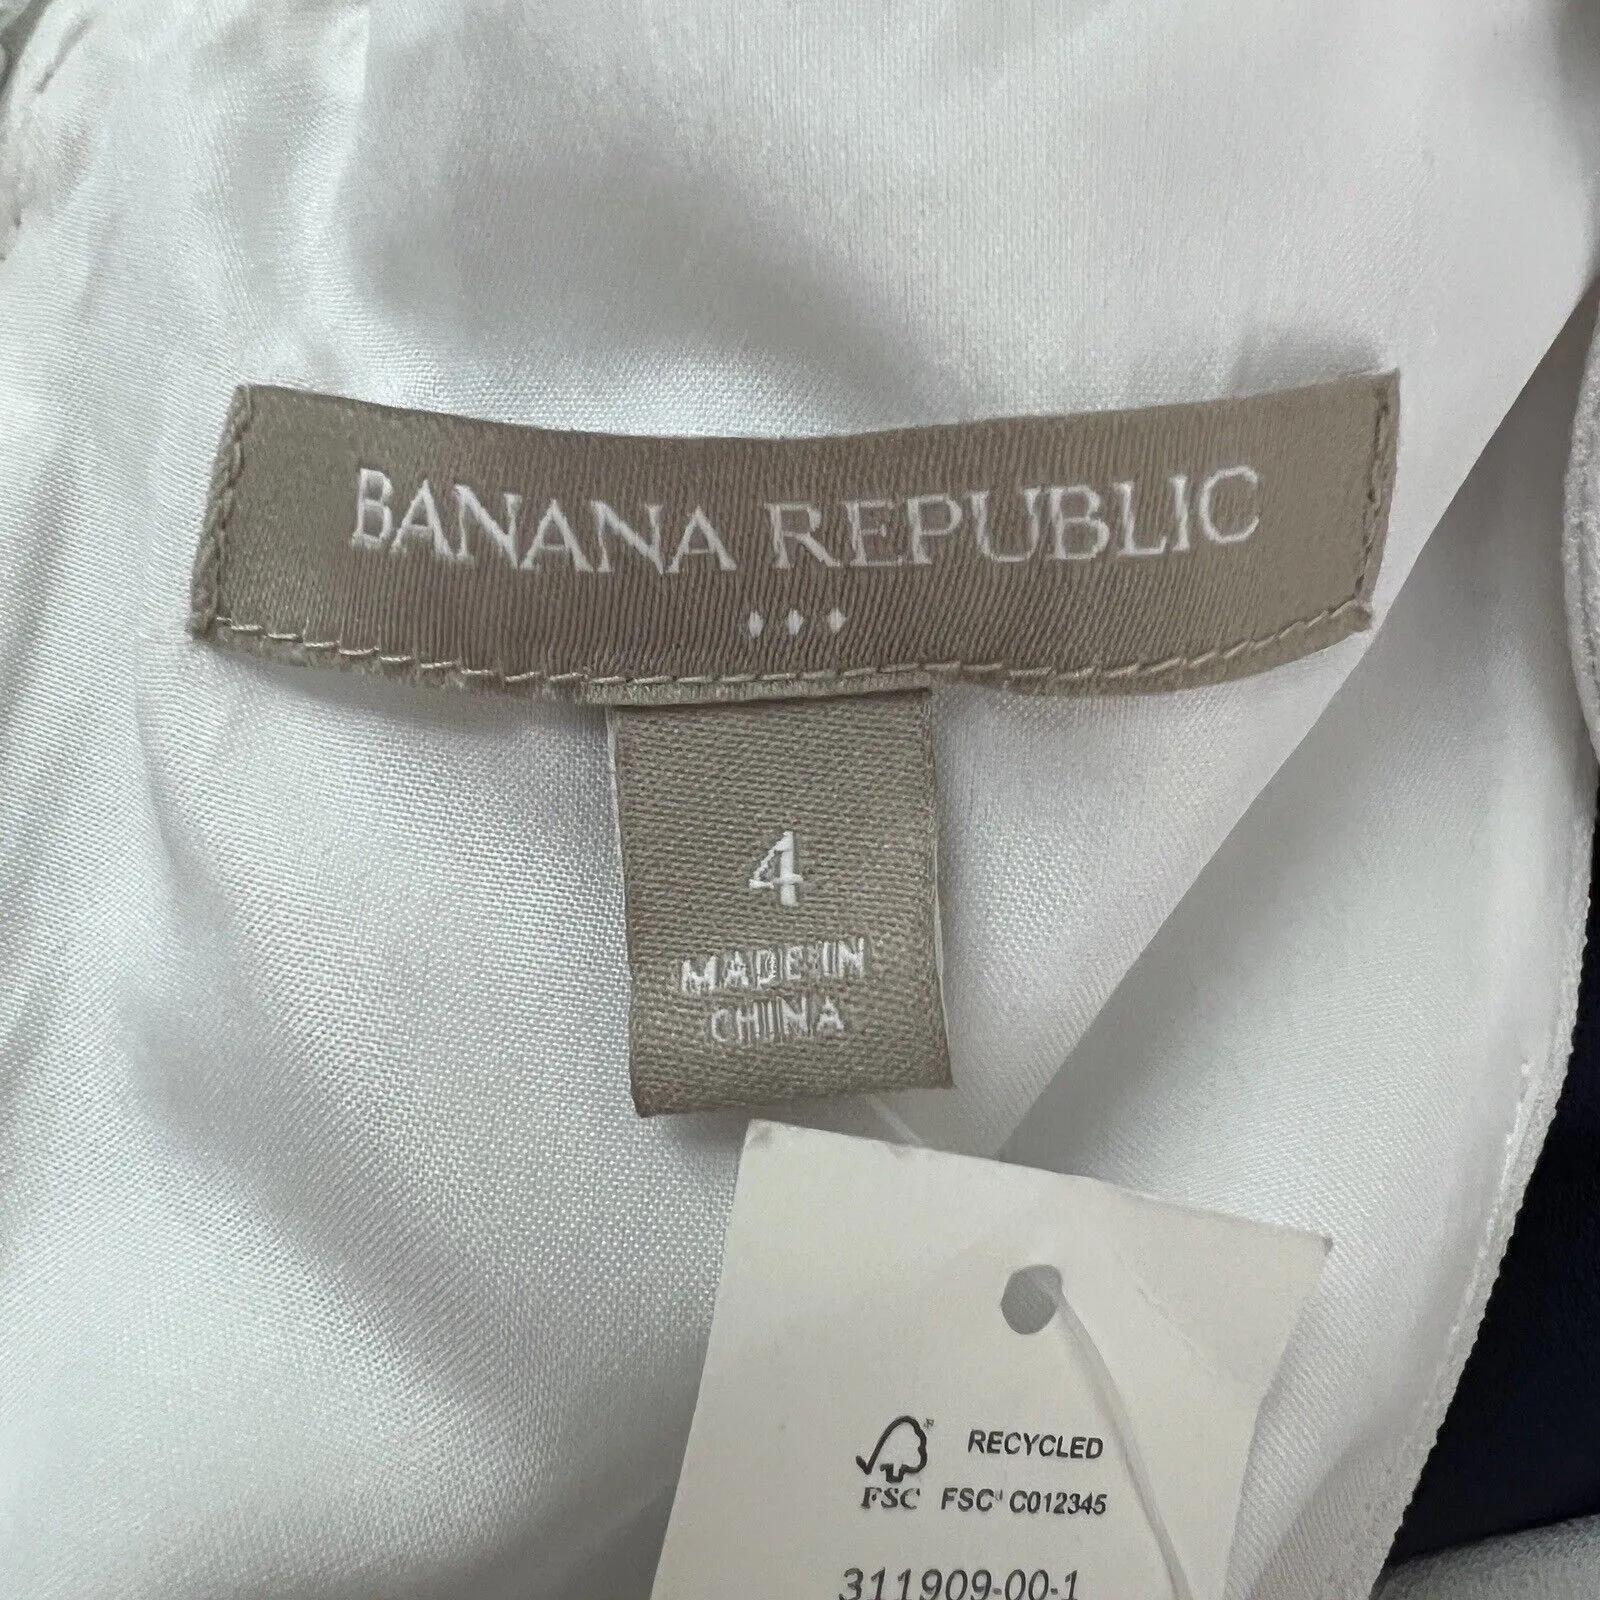 BANANA REPUBLIC
4
MADE IN
CHINA
RECYCLED
FSC FSC® C012345
311909-00-1